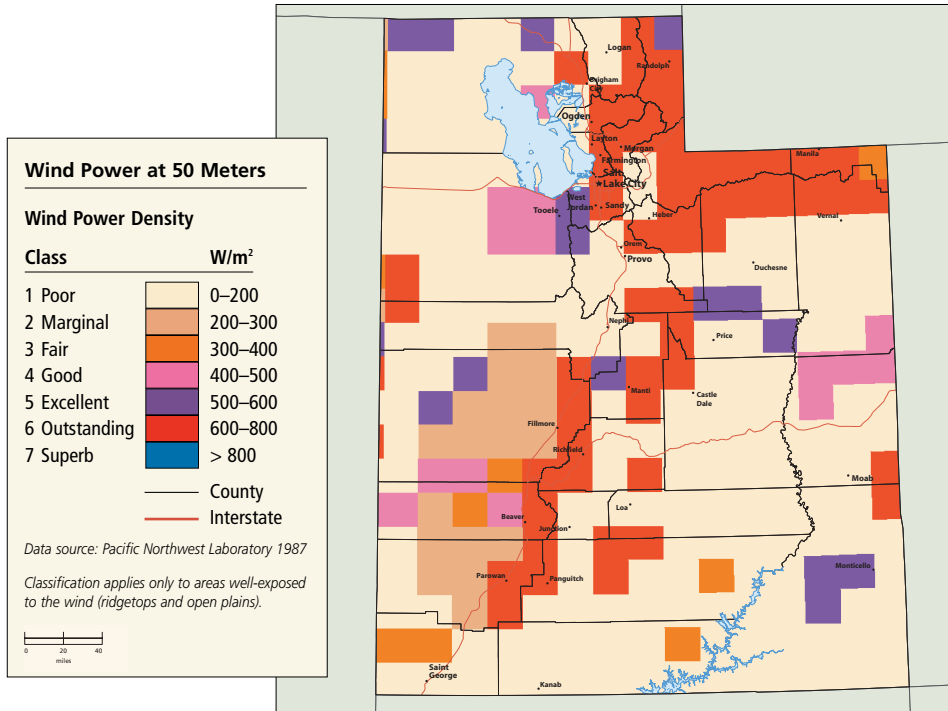 Wind Power at 50 Meters
Wind Power Density
Class W/m²
1 Poor 0–200
2 Marginal 200–300
3 Fair 300–400
4 Good 400–500
5 Excellent 500–600
6 Outstanding 600–800
7 Superb > 800
County
Interstate
Data source: Pacific Northwest Laboratory 1987
Classification applies only to areas well-exposed
to the wind (ridgetops and open plains).
0 20 40
miles
Logan
Randolph
Brigham
City
Ogden
Layton
Morgan
Farmington
Salt
Lake City
Manila
West
Jordan
Sandy
Tooele
Heber
Vernal
Orem
Provo
Duchesne
Nephi
Price
Manti
Castle
Dale
Fillmore
Richfield
Moab
Loa
Beaver
Junction
Parowan
Panguitch
Monticello
Saint
George
Kanab